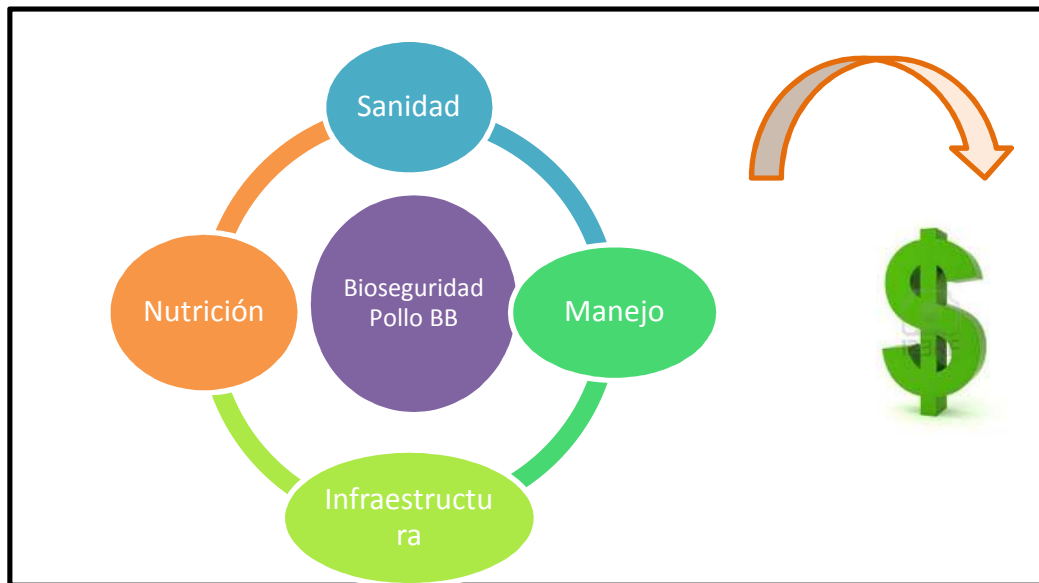 Sanidad
Nutrición
Bioseguridad
Pollo BB
Manejo
Infraestructu
ra
$